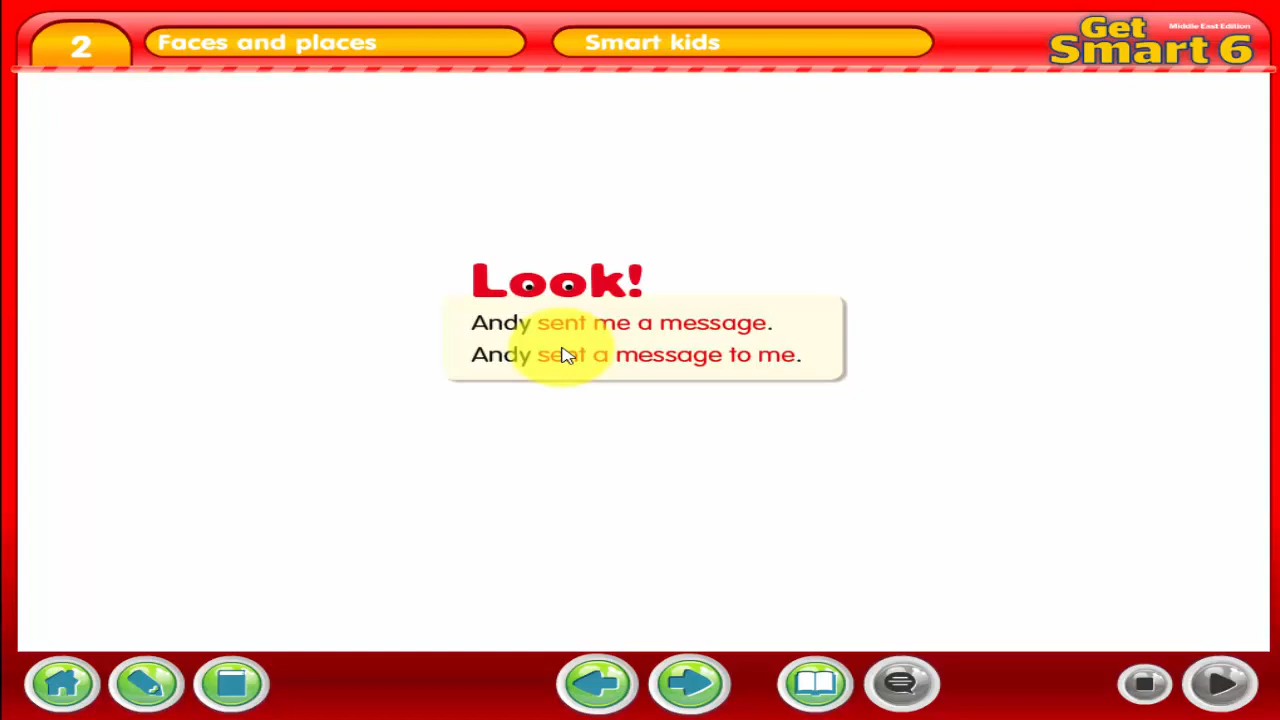 2
Faces and places
Smart kids
Middle East Edition
Get
Smart 6
Look!
Andy sent me a message.
Andy sent a message to me.